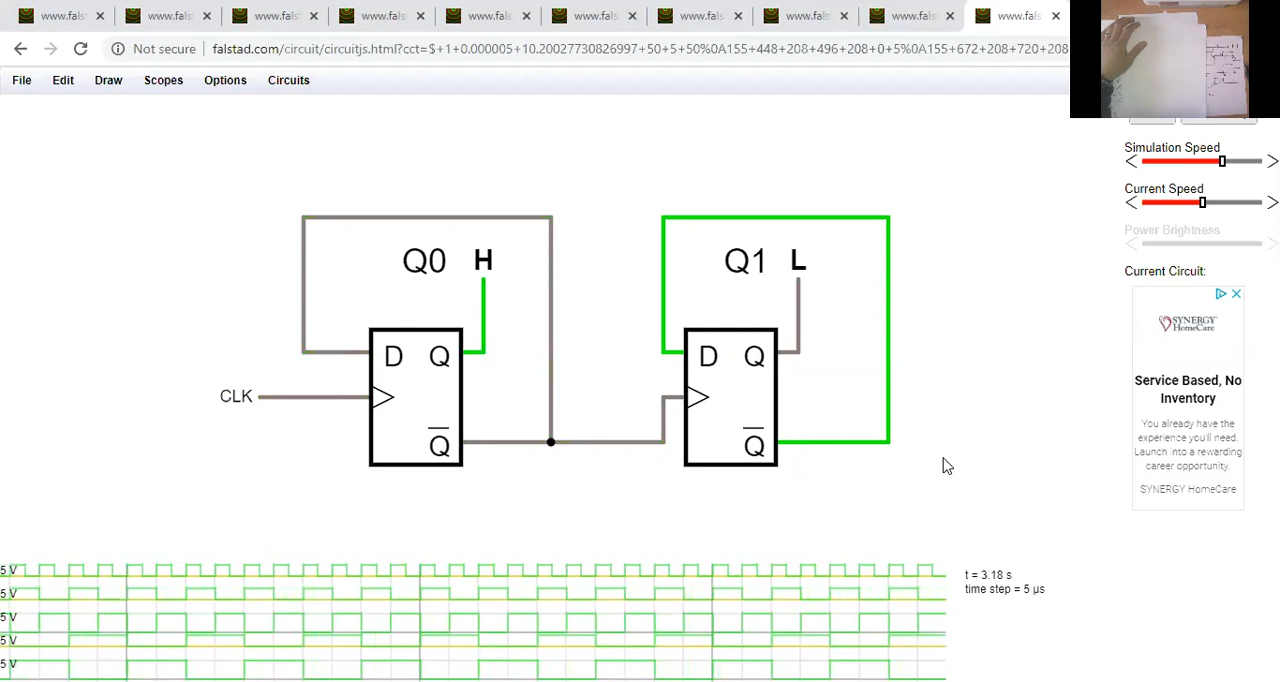 www.fals
www.fals
www.fals
www.fals
www.fals
www.fals
www.fals
www.fals
www.fals
www.fals
Not secure
falstad.com/circuit/circuitjs.html?cct=$+1+0.000005+10.20027730826997+50+5+50%0A155+448+208+496+208+0+5%0A155+672+208+720+208
File Edit Draw Scopes Options Circuits
Simulation Speed
Current Speed
Power Brightness
Current Circuit:
Q0 H
Q1 L
D Q
D Q
CLK
Q̅
Q̅
SYNERGY
HomeCare
Service Based, No
Inventory
You already have the
experience you'll need.
Launch into a rewarding
career opportunity.
SYNERGY HomeCare
5 V
5 V
5 V
5 V
5 V
t = 3.18 s
time step = 5 µs